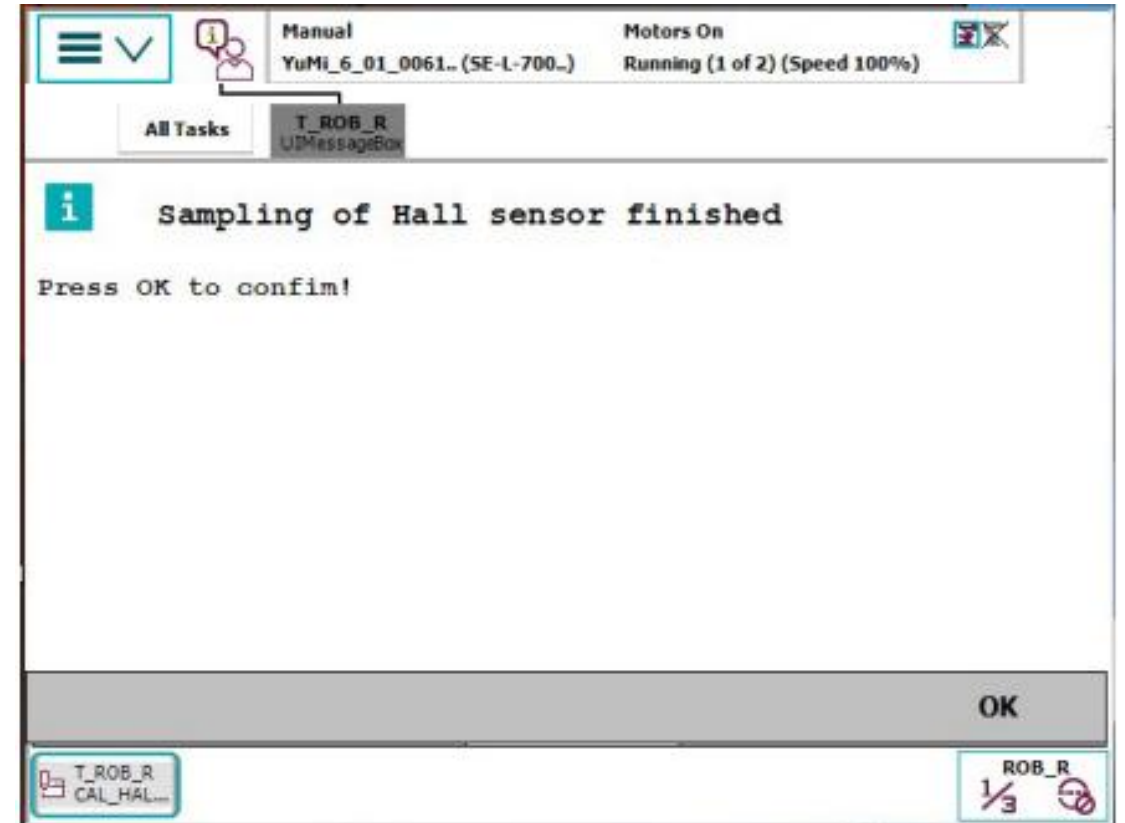 Manual
Motors On
YuMi_6_01_0061.. (SE-L-700..)
Running (1 of 2) (Speed 100%)
All Tasks
T_ROB_R
UIMessageBox
i
Sampling of Hall sensor finished
Press OK to confim!
OK
T_ROB_R
CAL_HAL...
ROB_R
1/3